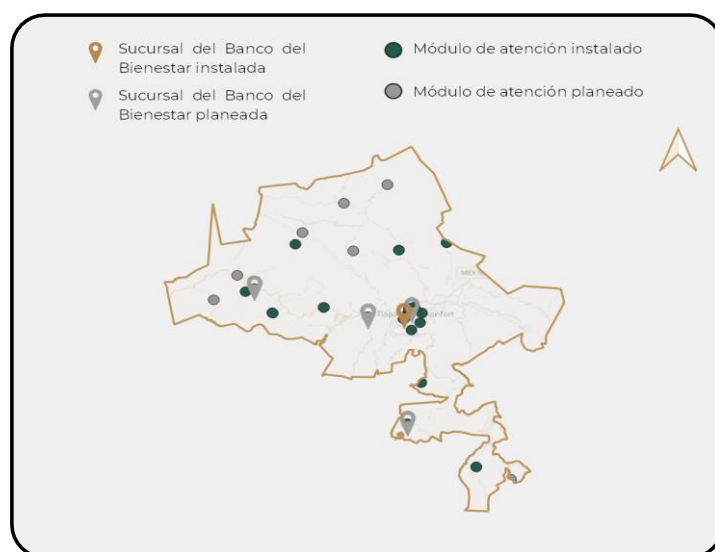 Sucursal del Banco del
Bienestar instalada
Módulo de atención instalado
Sucursal del Banco del
Bienestar planeada
Módulo de atención planeado